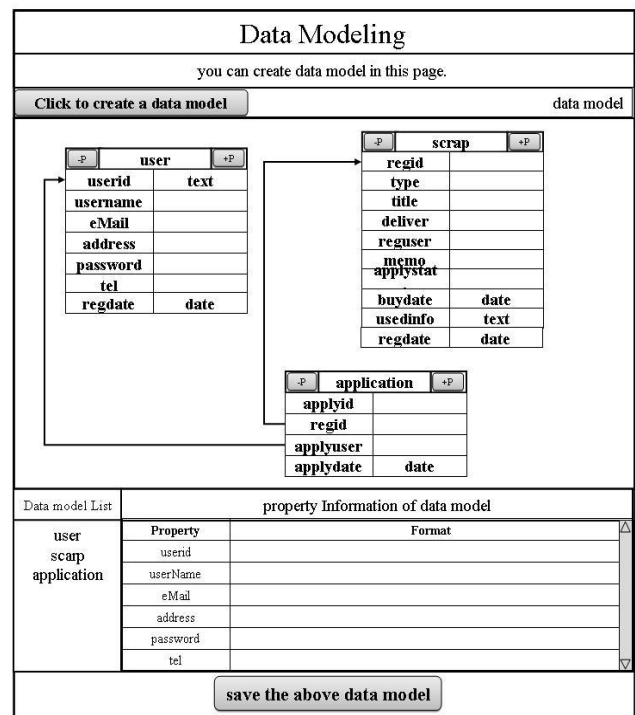 Data Modeling
you can create data model in this page.
Click to create a data model data model
-P user +P
userid text
username
eMail
address
password
tel
regdate date
-P scrap +P
regid
type
title
deliver
reguser
memo
applystat
buydate date
usedinfo text
regdate date
-P application +P
applyid
regid
applyuser
applydate date
Data model List property Information of data model
user
scarp
application
Property Format
userid
userName
eMail
address
password
tel
save the above data model